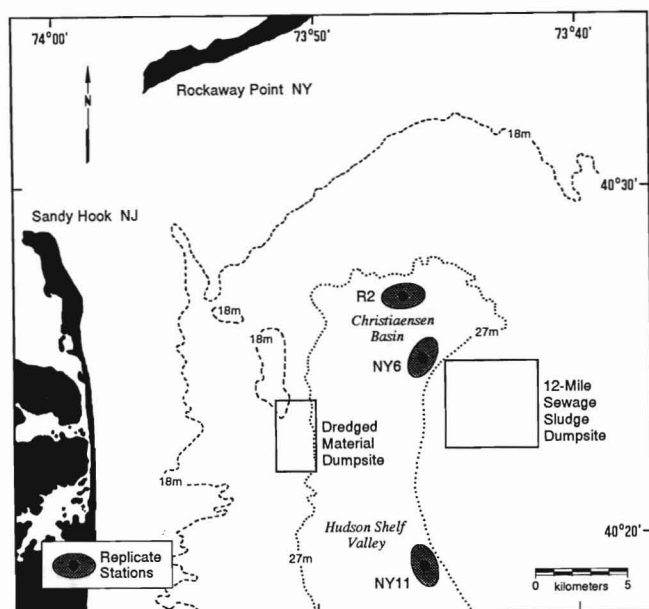 74°00'
73°50'
73°40'
Rockaway Point NY
N
18m
40°30'
Sandy Hook NJ
R2
Christiaensen
Basin
18m
18m
27m
NY6
12-Mile
Sewage
Sludge
Dumpsite
Dredged
Material
Dumpsite
18m
Hudson Shelf
Valley
40°20'
27m
Replicate
Stations
NY11
0 5
kilometers